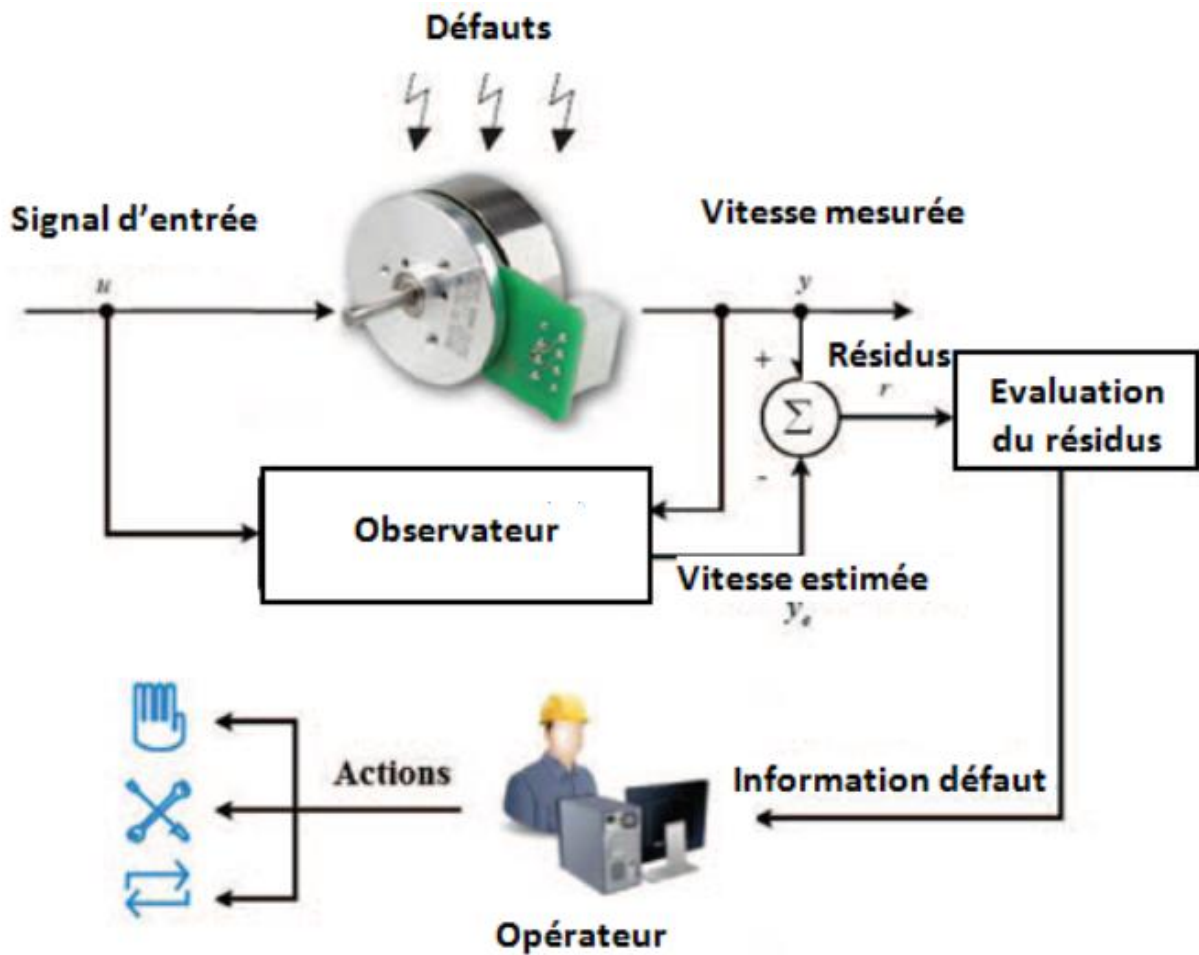 Défauts
Signal d'entrée
Vitesse mesurée
u
y
+
Résidus
r
Evaluation
du résidus
Σ
-
Observateur
Vitesse estimée
yₑ
Actions
Information défaut
Opérateur